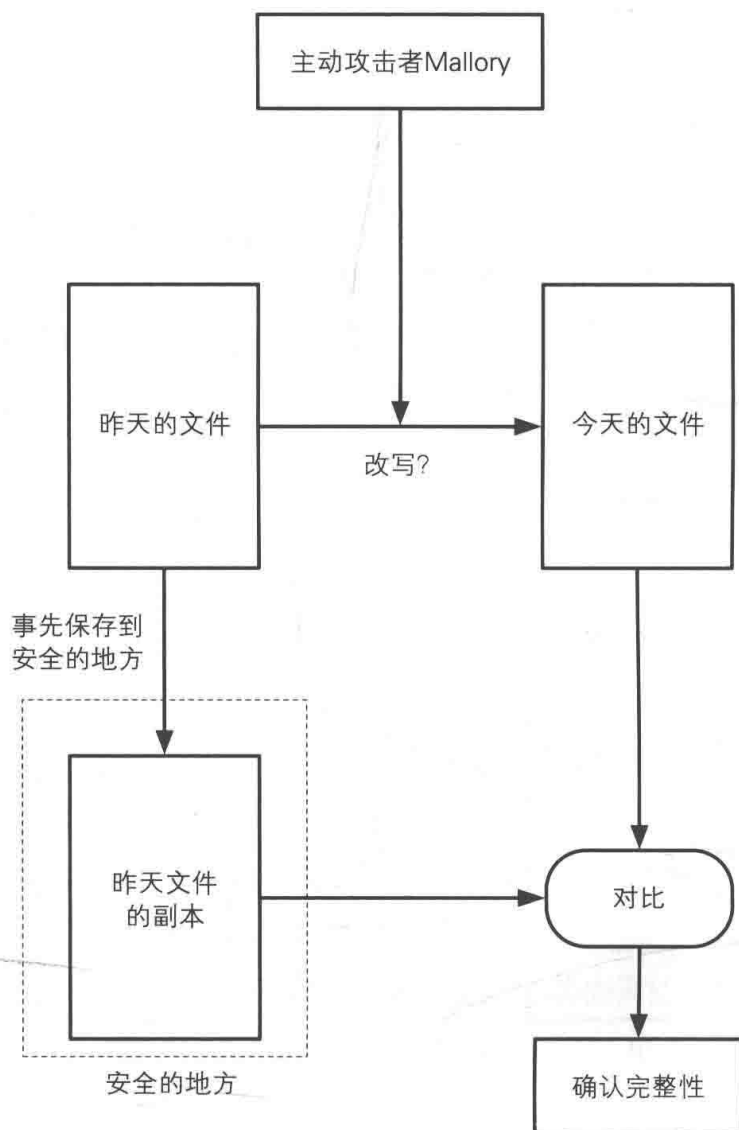 主动攻击者Mallory
昨天的文件
今天的文件
改写?
事先保存到
安全的地方
昨天文件
的副本
对比
安全的地方
确认完整性